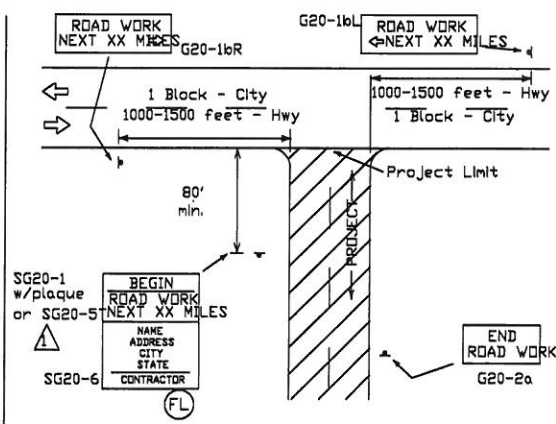 ROAD WORK
NEXT XX MILES
G20-1bR
G20-1bL
ROAD WORK
NEXT XX MILES
1 Block - City
1000-1500 feet - Hwy
1000-1500 feet - Hwy
1 Block - City
Project Limit
80'
min.
PROJECT
SG20-1
w/plaque
or SG20-5
1
BEGIN
ROAD WORK
NEXT XX MILES
NAME
ADDRESS
CITY
STATE
CONTRACTOR
SG20-6
FL
END
ROAD WORK
G20-2a